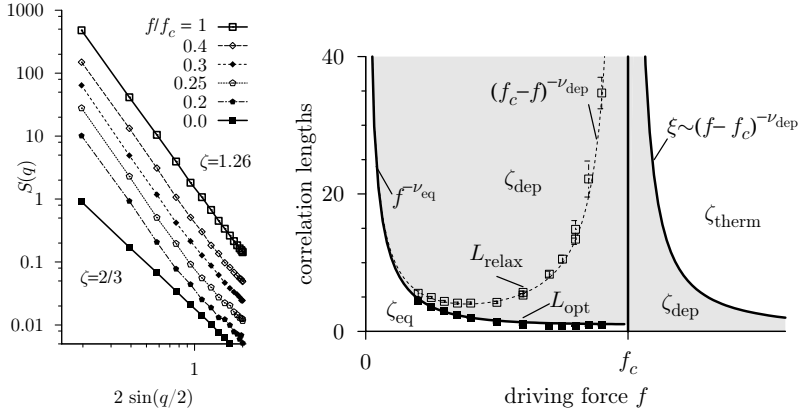 1000
100
10
1
0.1
0.01
S(q)
f/f_c = 1
0.4
0.3
0.25
0.2
0.0
ζ=1.26
ζ=2/3
1
2 sin(q/2)
40
20
0
correlation lengths
f^{-ν_eq}
ζ_dep
(f_c–f)^{-ν_dep}
ξ~(f– f_c)^{-ν_dep}
ζ_therm
L_relax
L_opt
ζ_eq
ζ_dep
0
f_c
driving force f